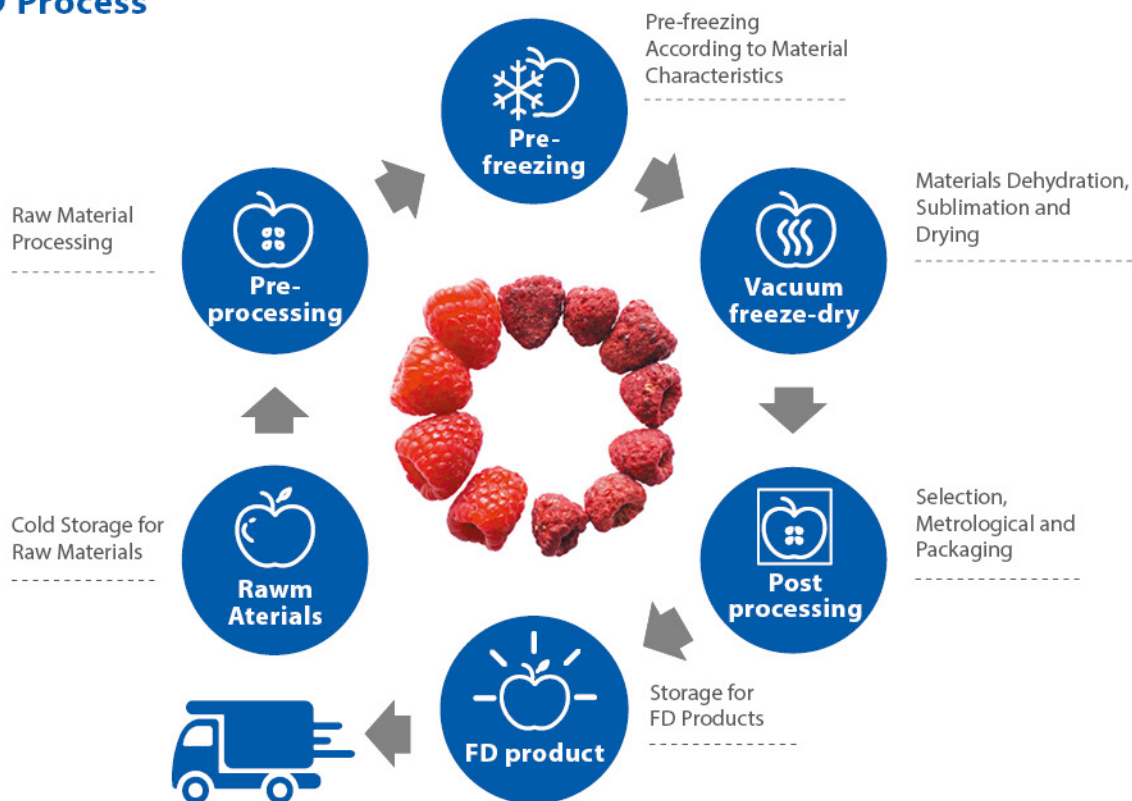 Process
Pre-freezing
According to Material
Characteristics
Pre-
freezing
Raw Material
Processing
Pre-
processing
Materials Dehydration,
Sublimation and
Drying
Vacuum
freeze-dry
Cold Storage for
Raw Materials
Rawm
Aterials
Selection,
Metrological and
Packaging
Post
processing
Storage for
FD Products
FD product